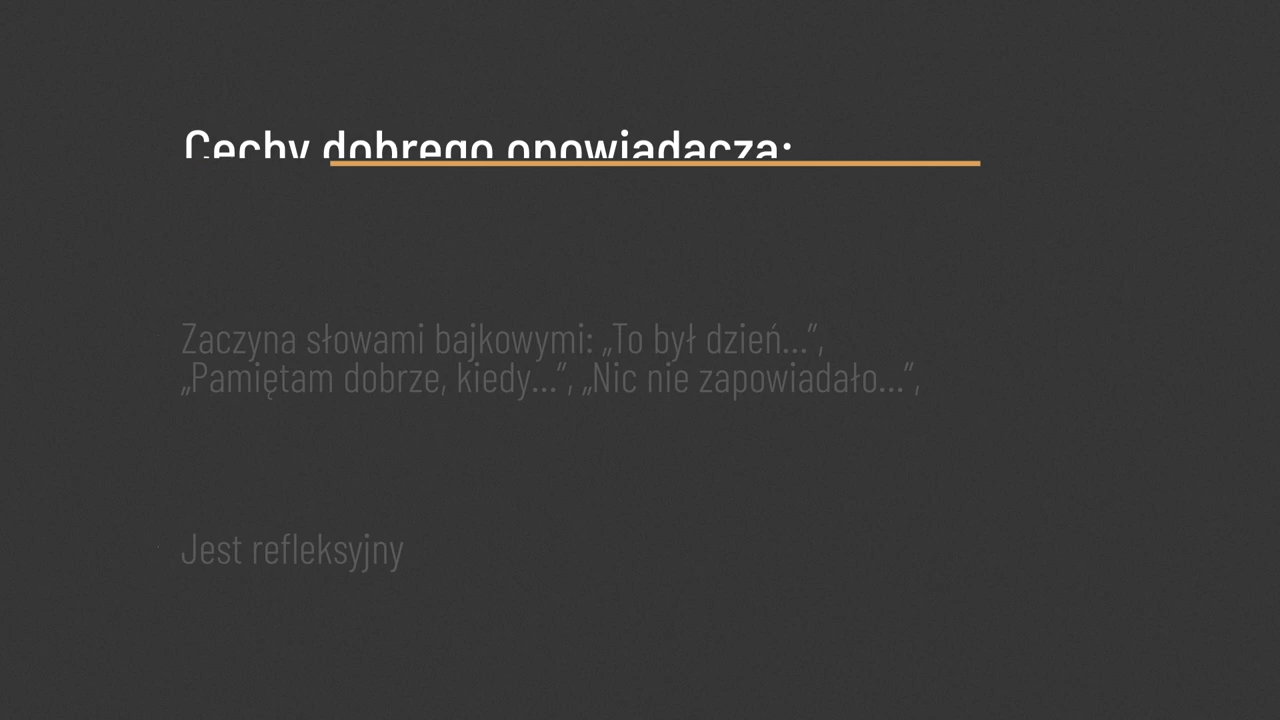 Cechy dobrego opowiadacza:
Zaczyna słowami bajkowymi: „To był dzień...”,
„Pamiętam dobrze, kiedy...”, „Nic nie zapowiadało...”,
Jest refleksyjny